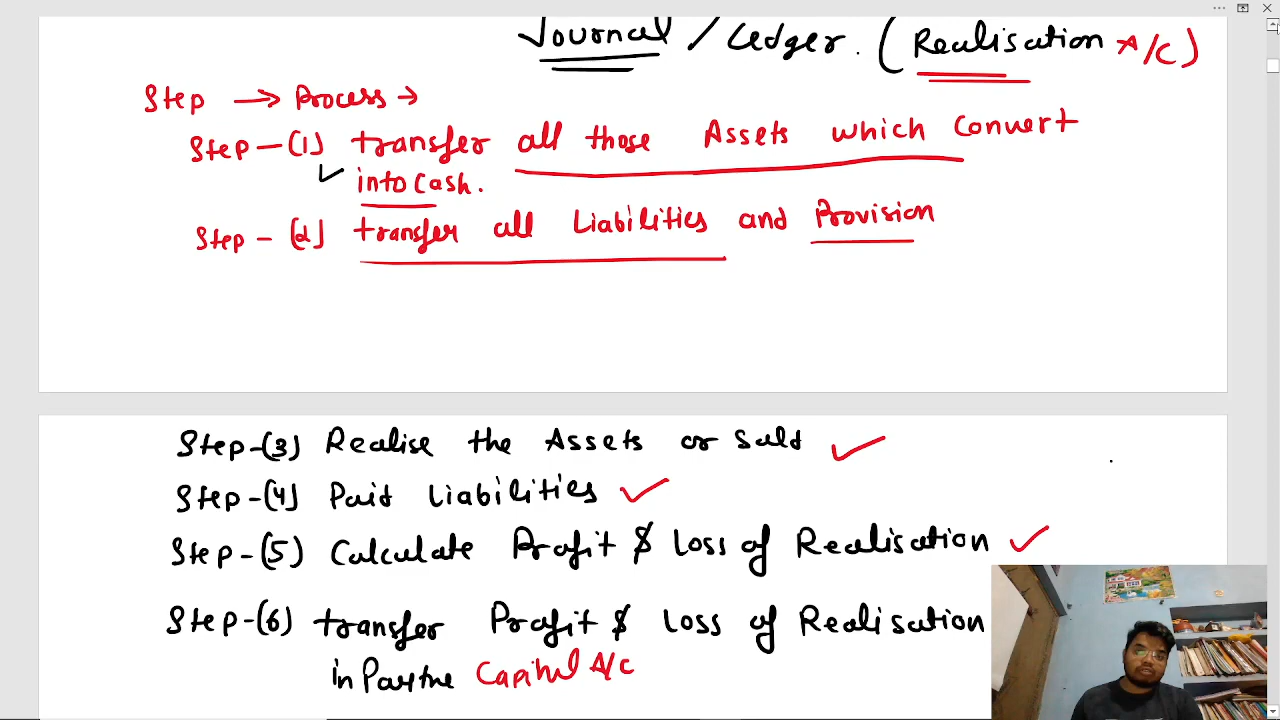 Journal / Ledger. (Realisation A/C)
Step → Process →
Step - (1) transfer all those Assets which convert
into cash.
Step - (2) transfer all Liabilities and Provision
Step-(3) Realise the Assets or Sald
Step-(4) Paid Liabilities
Step-(5) Calculate Profit $ Loss of Realisation
Step-(6) transfer Profit $ Loss of Realisation
in Partne Capital A/C